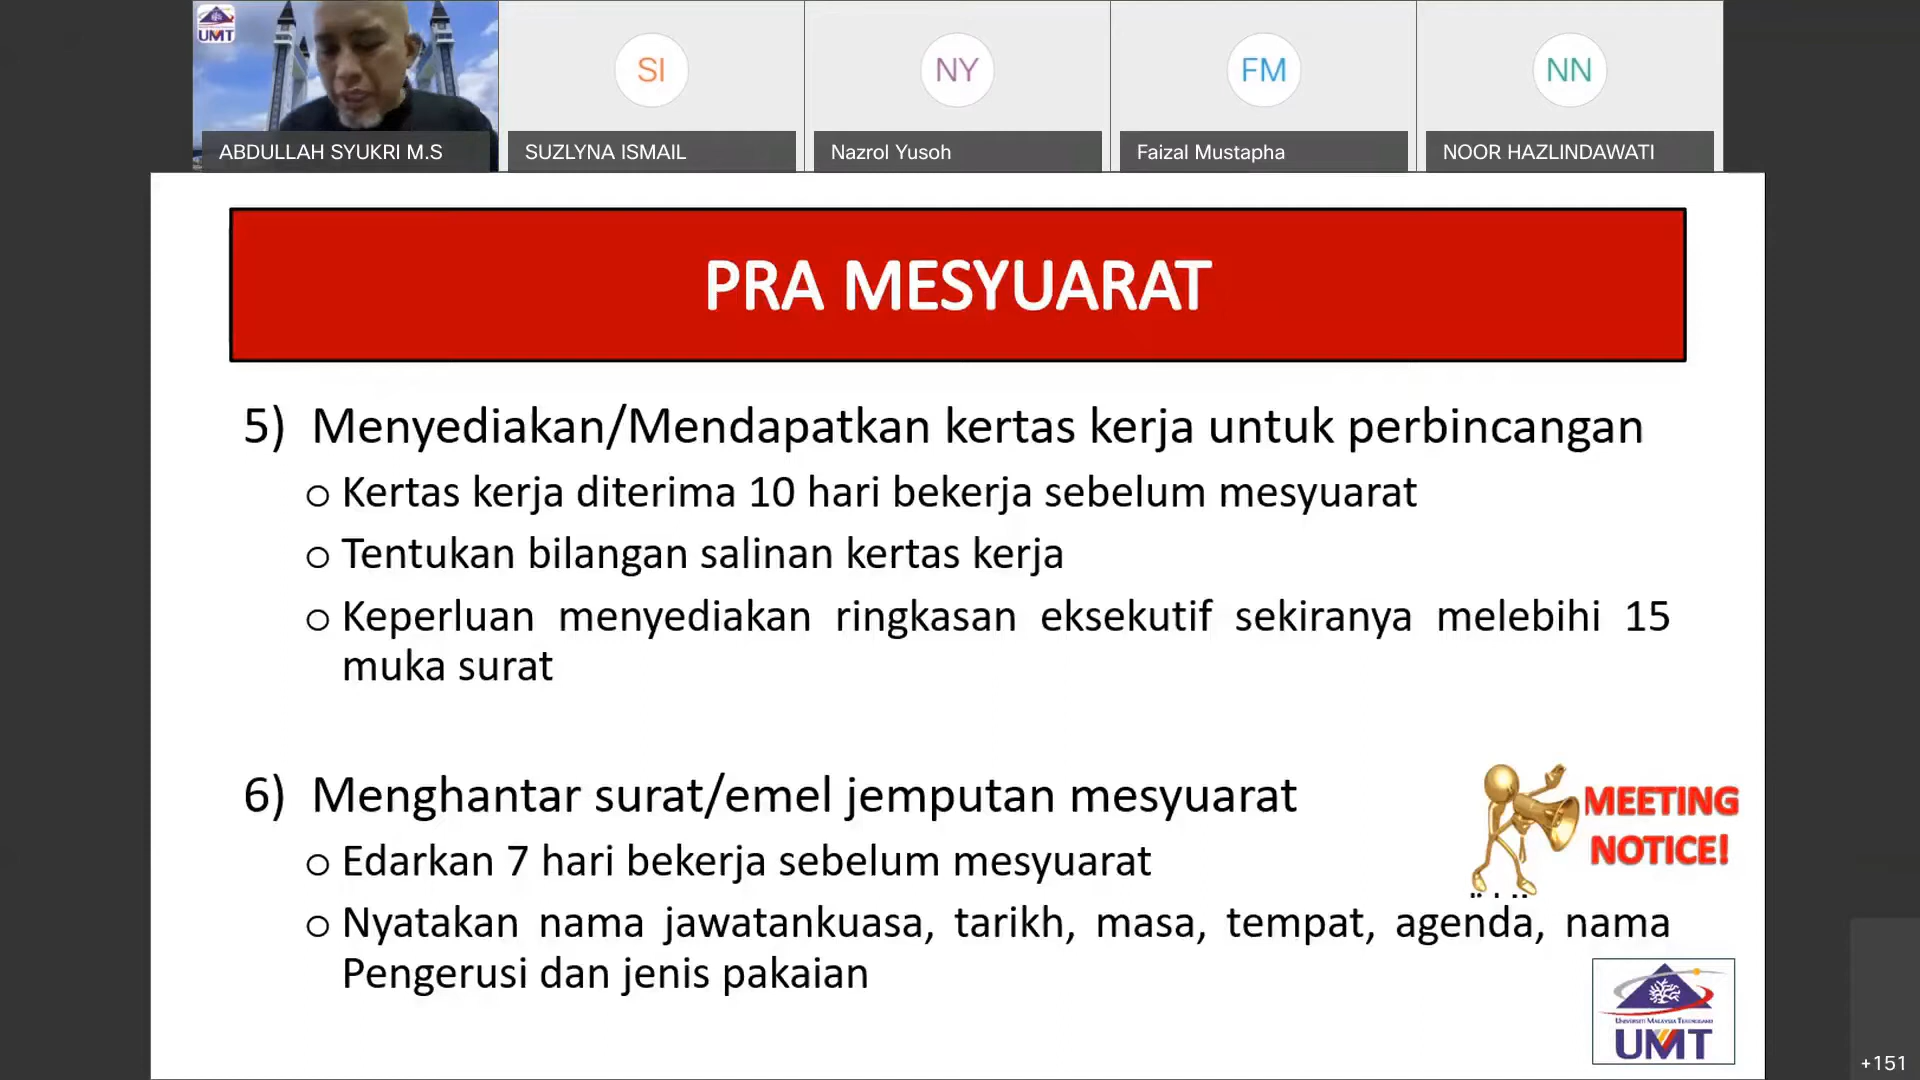 UMT
SI
NY
FM
NN
ABDULLAH SYUKRI M.S
SUZLYNA ISMAIL
Nazrol Yusoh
Faizal Mustapha
NOOR HAZLINDAWATI
PRA MESYUARAT
5) Menyediakan/Mendapatkan kertas kerja untuk perbincangan
o Kertas kerja diterima 10 hari bekerja sebelum mesyuarat
o Tentukan bilangan salinan kertas kerja
o Keperluan menyediakan ringkasan eksekutif sekiranya melebihi 15
muka surat
6) Menghantar surat/emel jemputan mesyuarat
MEETING
NOTICE!
o Edarkan 7 hari bekerja sebelum mesyuarat
o Nyatakan nama jawatankuasa, tarikh, masa, tempat, agenda, nama
Pengerusi dan jenis pakaian
UNIVERSITI MALAYSIA TERENGGANU
UMT
+151